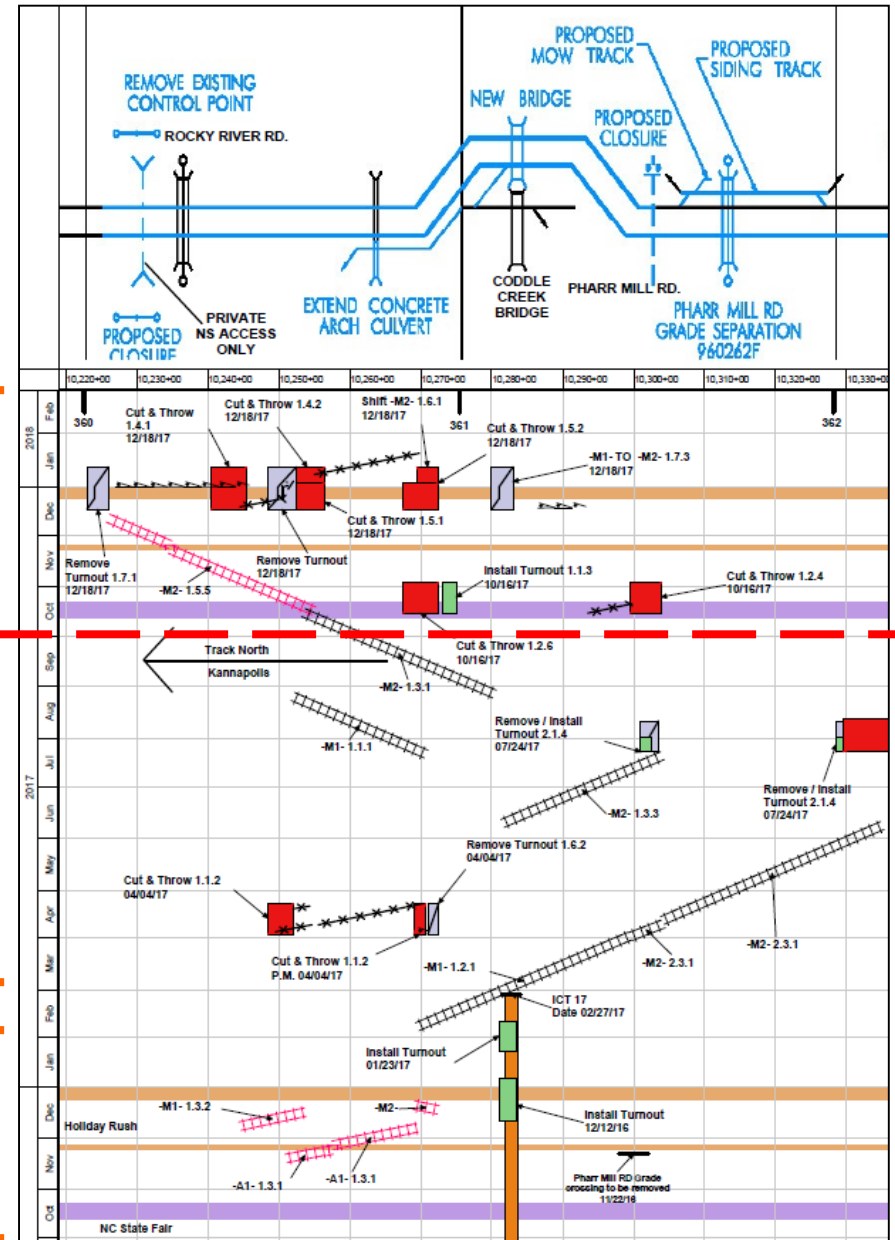 PROPOSED
MOW TRACK
PROPOSED
SIDING TRACK
REMOVE EXISTING
CONTROL POINT
NEW BRIDGE
PROPOSED
CLOSURE
ROCKY RIVER RD.
EXTEND CONCRETE
ARCH CULVERT
CODDLE
CREEK
BRIDGE
PHARR MILL RD.
PHARR MILL RD
GRADE SEPARATION
960262F
PROPOSED
CLOSURE
PRIVATE
NS ACCESS
ONLY
10,220+00 10,230+00 10,240+00 10,250+00 10,260+00 10,270+00 10,280+00 10,290+00 10,300+00 10,310+00 10,320+00 10,330+00
2018
Feb
Jan
2017
Dec
Nov
Oct
Sep
Aug
Jul
Jun
May
Apr
Mar
Feb
Jan
Dec
Nov
Oct
360
361
362
Cut & Throw
1.4.1
12/18/17
Cut & Throw 1.4.2
12/18/17
Shift -M2- 1.6.1
12/18/17
Cut & Throw 1.5.2
12/18/17
-M1- TO -M2- 1.7.3
12/18/17
Cut & Throw 1.5.1
12/18/17
Remove
Turnout 1.7.1
12/18/17
-M2- 1.5.5
Remove Turnout
12/18/17
Install Turnout 1.1.3
10/16/17
Cut & Throw 1.2.4
10/16/17
Cut & Throw 1.2.6
10/16/17
Track North
Kannapolis
-M2- 1.3.1
-M1- 1.1.1
Remove / Install
Turnout 2.1.4
07/24/17
Remove / Install
Turnout 2.1.4
07/24/17
-M2- 1.3.3
Remove Turnout 1.6.2
04/04/17
Cut & Throw 1.1.2
04/04/17
Cut & Throw 1.1.2
P.M. 04/04/17
-M1- 1.2.1
-M2- 2.3.1
-M2- 2.3.1
ICT 17
Date 02/27/17
Install Turnout
01/23/17
-M1- 1.3.2
-M2-
Holiday Rush
Install Turnout
12/12/16
-A1- 1.3.1
-A1- 1.3.1
Pharr Mill RD Grade
crossing to be removed
11/22/16
NC State Fair